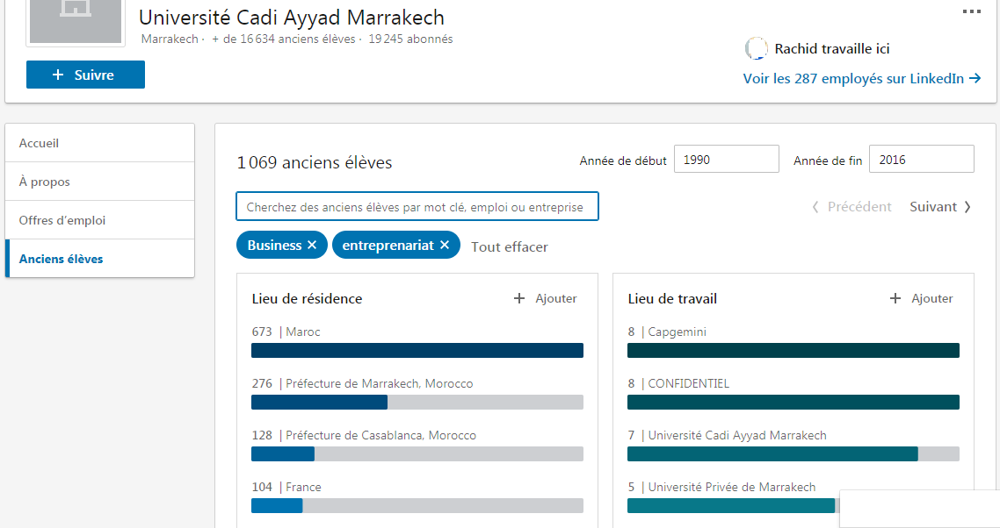 Université Cadi Ayyad Marrakech
Marrakech · + de 16 634 anciens élèves · 19 245 abonnés
+ Suivre
Rachid travaille ici
Voir les 287 employés sur LinkedIn →
Accueil
À propos
Offres d'emploi
Anciens élèves
1 069 anciens élèves
Année de début 1990 Année de fin 2016
Cherchez des anciens élèves par mot clé, emploi ou entreprise
Précédent Suivant
Business × entreprenariat × Tout effacer
Lieu de résidence + Ajouter
673 | Maroc
276 | Préfecture de Marrakech, Morocco
128 | Préfecture de Casablanca, Morocco
104 | France
Lieu de travail + Ajouter
8 | Capgemini
8 | CONFIDENTIEL
7 | Université Cadi Ayyad Marrakech
5 | Université Privée de Marrakech